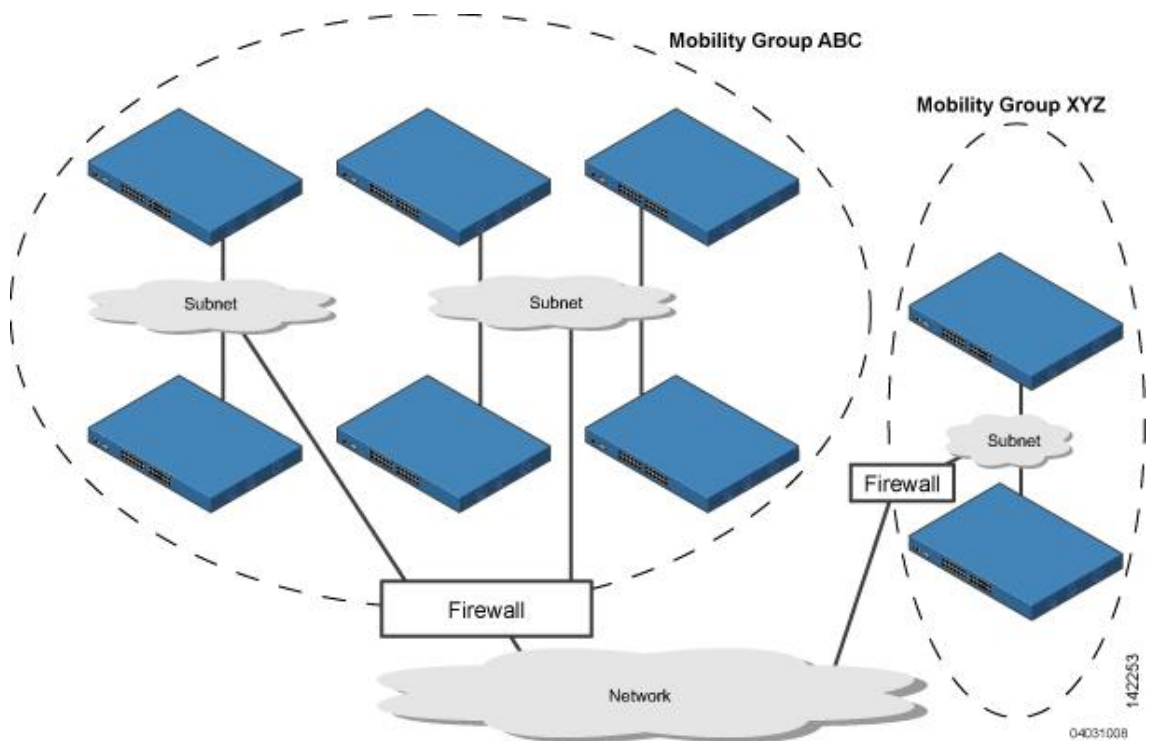 Mobility Group ABC
Mobility Group XYZ
Subnet
Subnet
Subnet
Firewall
Firewall
Network
142253
04031008